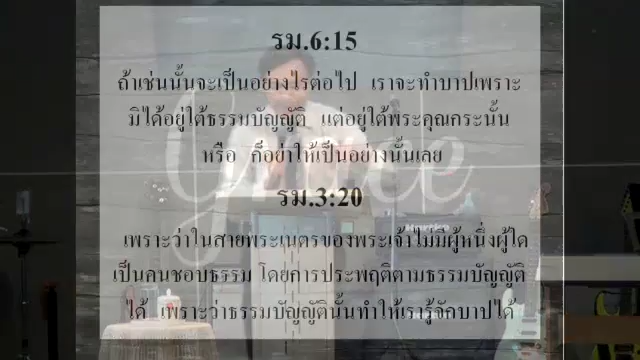 รม.6:15
ถ้าเช่นนั้นจะเป็นอย่างไรต่อไป เราจะทำบาปเพราะ
มิได้อยู่ใต้ธรรมบัญญัติ แต่อยู่ใต้พระคุณกระนั้น
หรือ ก็อย่าให้เป็นอย่างนั้นเลย
Grace
รม.3:20
เพราะว่าในสายพระเนตรของพระเจ้าไม่มีผู้หนึ่งผู้ใด
เป็นคนชอบธรรม โดยการประพฤติตามธรรมบัญญัติ
ได้ เพราะว่าธรรมบัญญัตินั้นทำให้เรารู้จักบาปได้